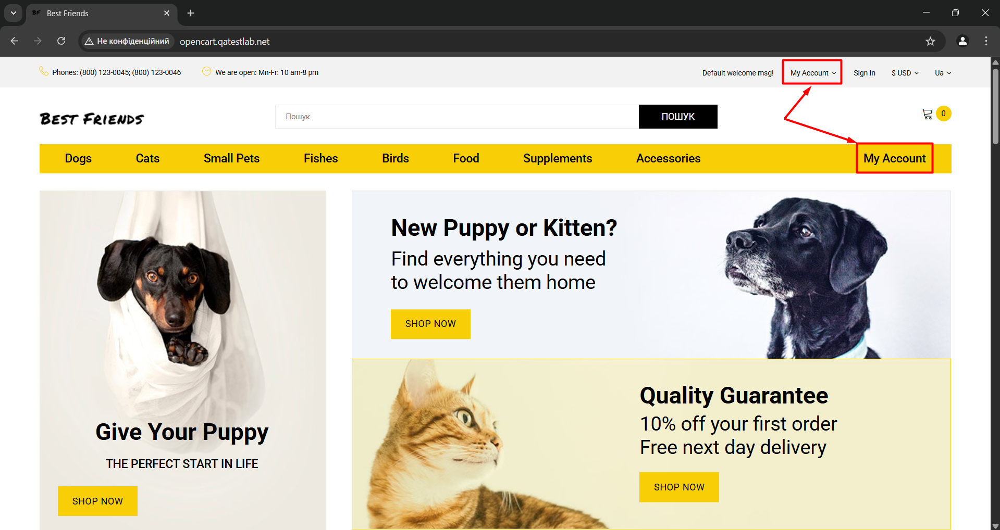 BF Best Friends
Не конфіденційний opencart.qatestlab.net
Phones: (800) 123-0045; (800) 123-0046 We are open: Mn-Fr: 10 am-8 pm Default welcome msg! My Account Sign In $ USD Ua
BEST FRIENDS Пошук ПОШУК 0
Dogs Cats Small Pets Fishes Birds Food Supplements Accessories My Account
New Puppy or Kitten?
Find everything you need
to welcome them home
SHOP NOW
Give Your Puppy
THE PERFECT START IN LIFE
SHOP NOW
Quality Guarantee
10% off your first order
Free next day delivery
SHOP NOW